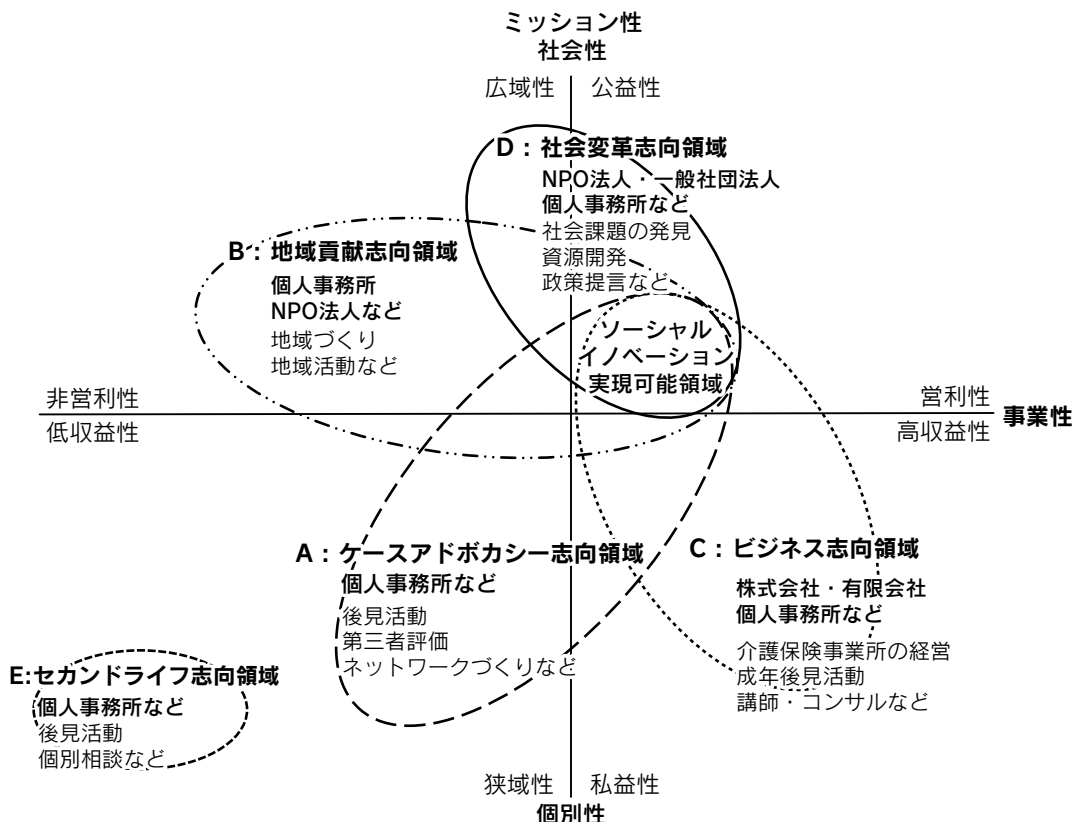 ミッション性
社会性
広域性 公益性
D：社会変革志向領域
NPO法人・一般社団法人
個人事務所など
社会課題の発見
資源開発
政策提言など
B：地域貢献志向領域
個人事務所
NPO法人など
地域づくり
地域活動など
ソーシャル
イノベーション
実現可能領域
非営利性
低収益性
営利性
高収益性
事業性
A：ケースアドボカシー志向領域
個人事務所など
後見活動
第三者評価
ネットワークづくりなど
C：ビジネス志向領域
株式会社・有限会社
個人事務所など
介護保険事業所の経営
成年後見活動
講師・コンサルなど
E:セカンドライフ志向領域
個人事務所など
後見活動
個別相談など
狭域性 私益性
個別性